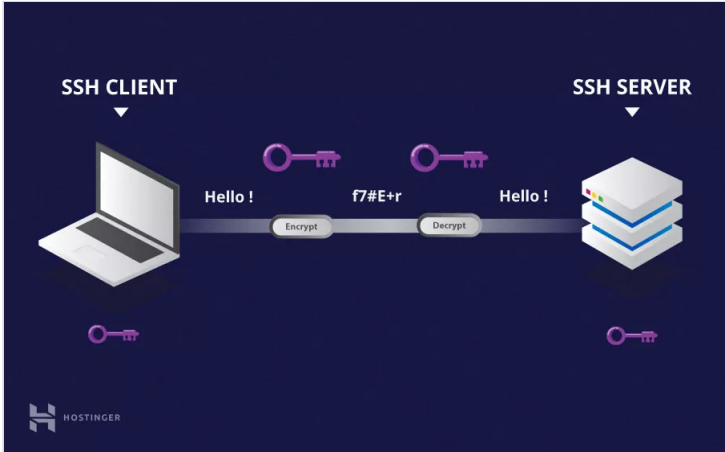 SSH CLIENT
SSH SERVER
Hello !
f7#E+r
Hello !
Encrypt
Decrypt
HOSTINGER